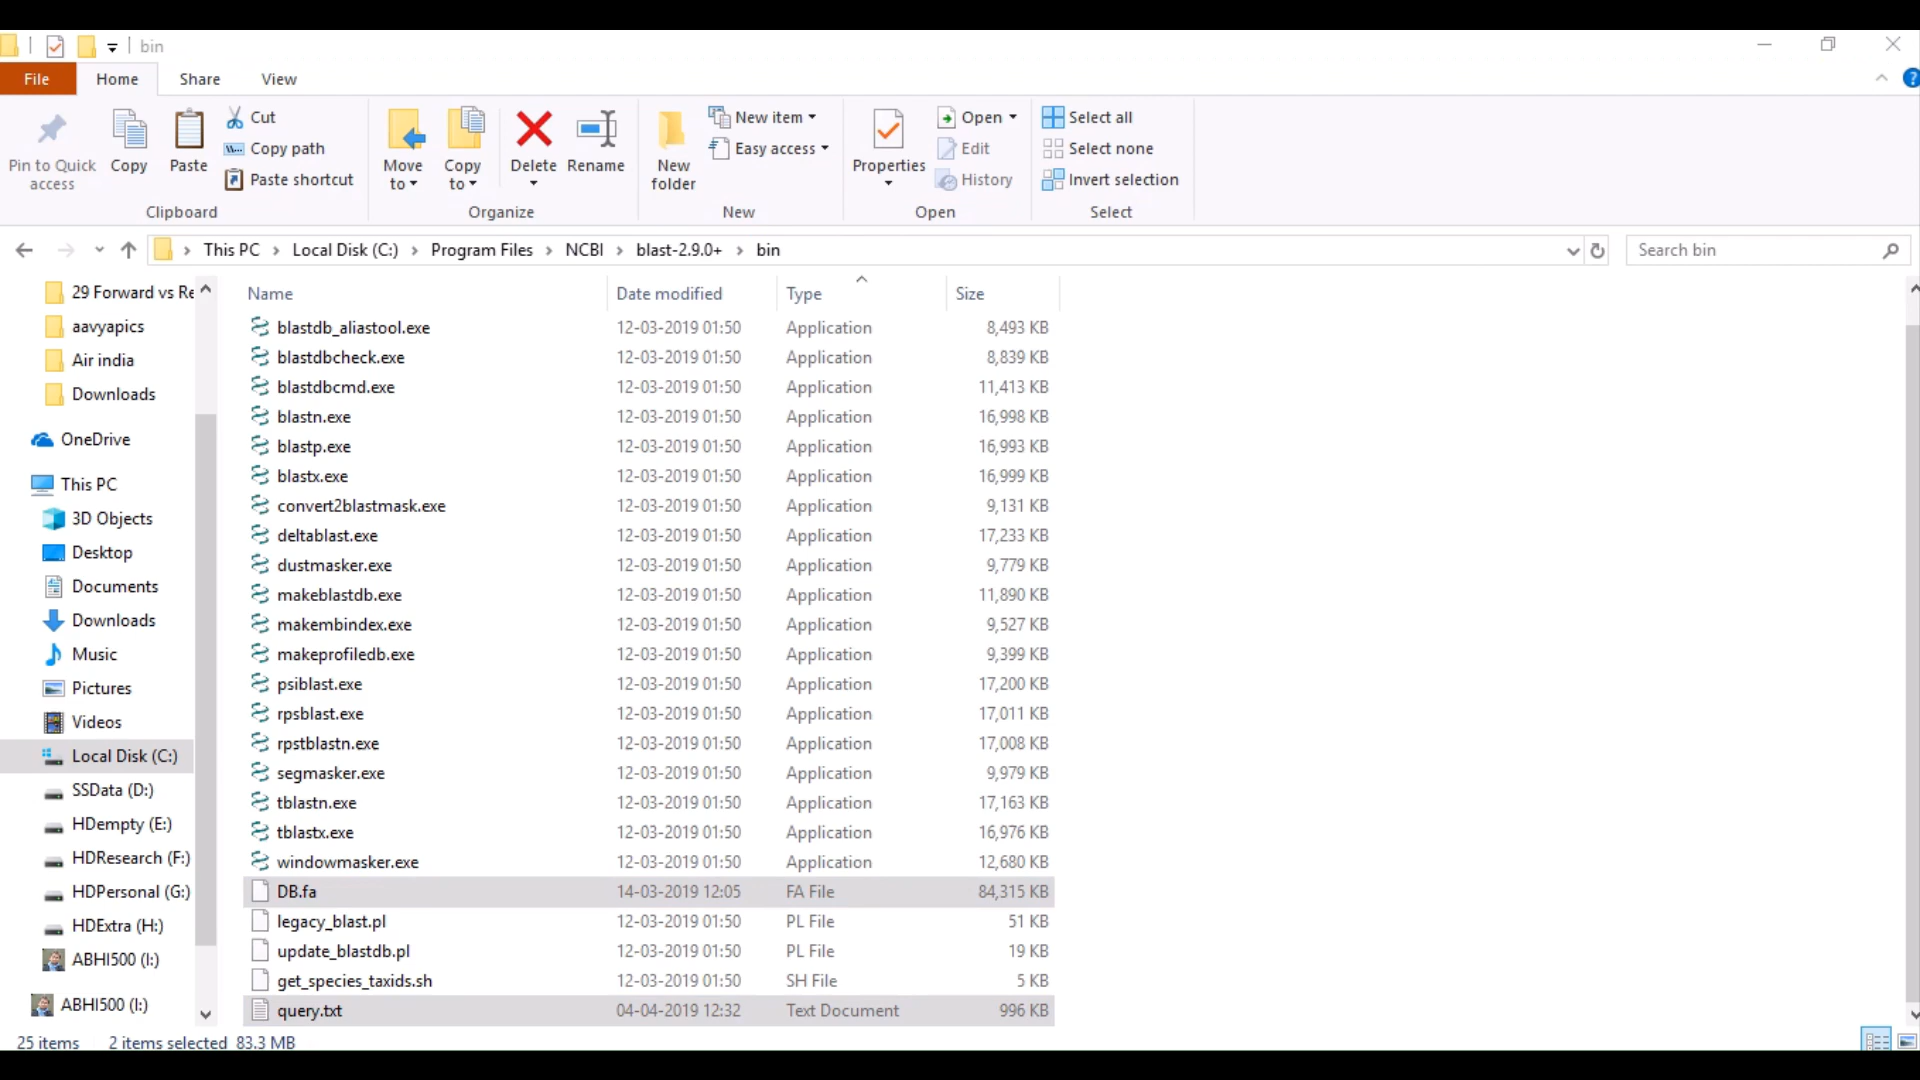 bin
File Home Share View
Pin to Quick access
Copy
Paste
Cut
Copy path
Paste shortcut
Clipboard
Move to
Copy to
Delete
Rename
Organize
New folder
New item
Easy access
New
Properties
Open
Edit
History
Open
Select all
Select none
Invert selection
Select
This PC > Local Disk (C:) > Program Files > NCBI > blast-2.9.0+ > bin
Search bin
29 Forward vs Re
aavyapics
Air india
Downloads
OneDrive
This PC
3D Objects
Desktop
Documents
Downloads
Music
Pictures
Videos
Local Disk (C:)
SSData (D:)
HDempty (E:)
HDResearch (F:)
HDPersonal (G:)
HDExtra (H:)
ABHI500 (I:)
ABHI500 (I:)
Name Date modified Type Size
blastdb_aliastool.exe 12-03-2019 01:50 Application 8,493 KB
blastdbcheck.exe 12-03-2019 01:50 Application 8,839 KB
blastdbcmd.exe 12-03-2019 01:50 Application 11,413 KB
blastn.exe 12-03-2019 01:50 Application 16,998 KB
blastp.exe 12-03-2019 01:50 Application 16,993 KB
blastx.exe 12-03-2019 01:50 Application 16,999 KB
convert2blastmask.exe 12-03-2019 01:50 Application 9,131 KB
deltablast.exe 12-03-2019 01:50 Application 17,233 KB
dustmasker.exe 12-03-2019 01:50 Application 9,779 KB
makeblastdb.exe 12-03-2019 01:50 Application 11,890 KB
makembindex.exe 12-03-2019 01:50 Application 9,527 KB
makeprofiledb.exe 12-03-2019 01:50 Application 9,399 KB
psiblast.exe 12-03-2019 01:50 Application 17,200 KB
rpsblast.exe 12-03-2019 01:50 Application 17,011 KB
rpstblastn.exe 12-03-2019 01:50 Application 17,008 KB
segmasker.exe 12-03-2019 01:50 Application 9,979 KB
tblastn.exe 12-03-2019 01:50 Application 17,163 KB
tblastx.exe 12-03-2019 01:50 Application 16,976 KB
windowmasker.exe 12-03-2019 01:50 Application 12,680 KB
DB.fa 14-03-2019 12:05 FA File 84,315 KB
legacy_blast.pl 12-03-2019 01:50 PL File 51 KB
update_blastdb.pl 12-03-2019 01:50 PL File 19 KB
get_species_taxids.sh 12-03-2019 01:50 SH File 5 KB
query.txt 04-04-2019 12:32 Text Document 996 KB
25 items 2 items selected 83.3 MB